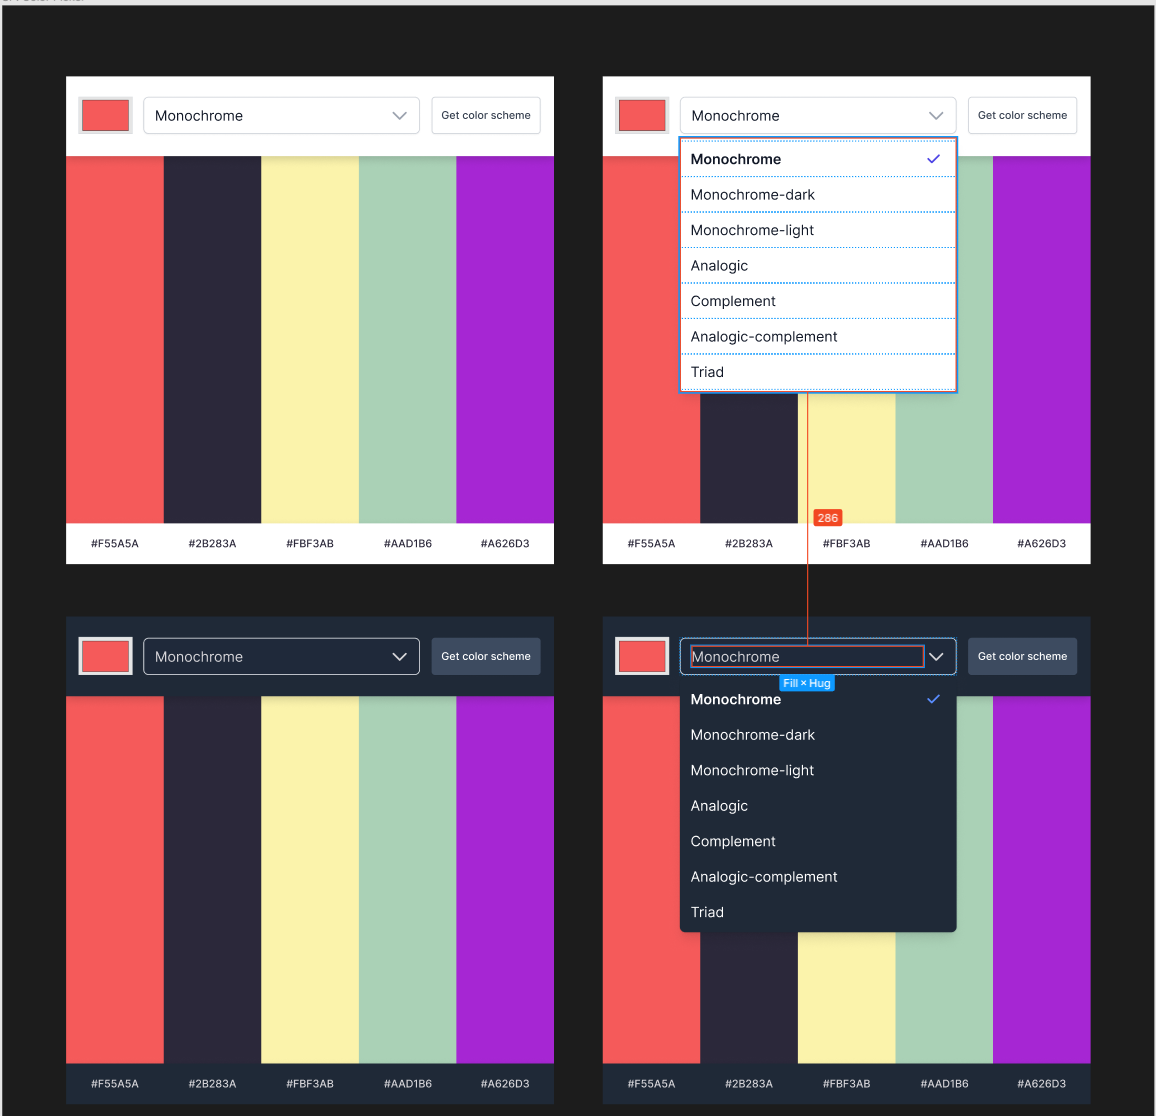 Monochrome
Get color scheme
#F55A5A #2B283A #FBF3AB #AAD1B6 #A626D3
Monochrome
Get color scheme
Monochrome
Monochrome-dark
Monochrome-light
Analogic
Complement
Analogic-complement
Triad
286
#F55A5A #2B283A #FBF3AB #AAD1B6 #A626D3
Monochrome
Get color scheme
#F55A5A #2B283A #FBF3AB #AAD1B6 #A626D3
Monochrome
Get color scheme
Fill × Hug
Monochrome
Monochrome-dark
Monochrome-light
Analogic
Complement
Analogic-complement
Triad
#F55A5A #2B283A #FBF3AB #AAD1B6 #A626D3